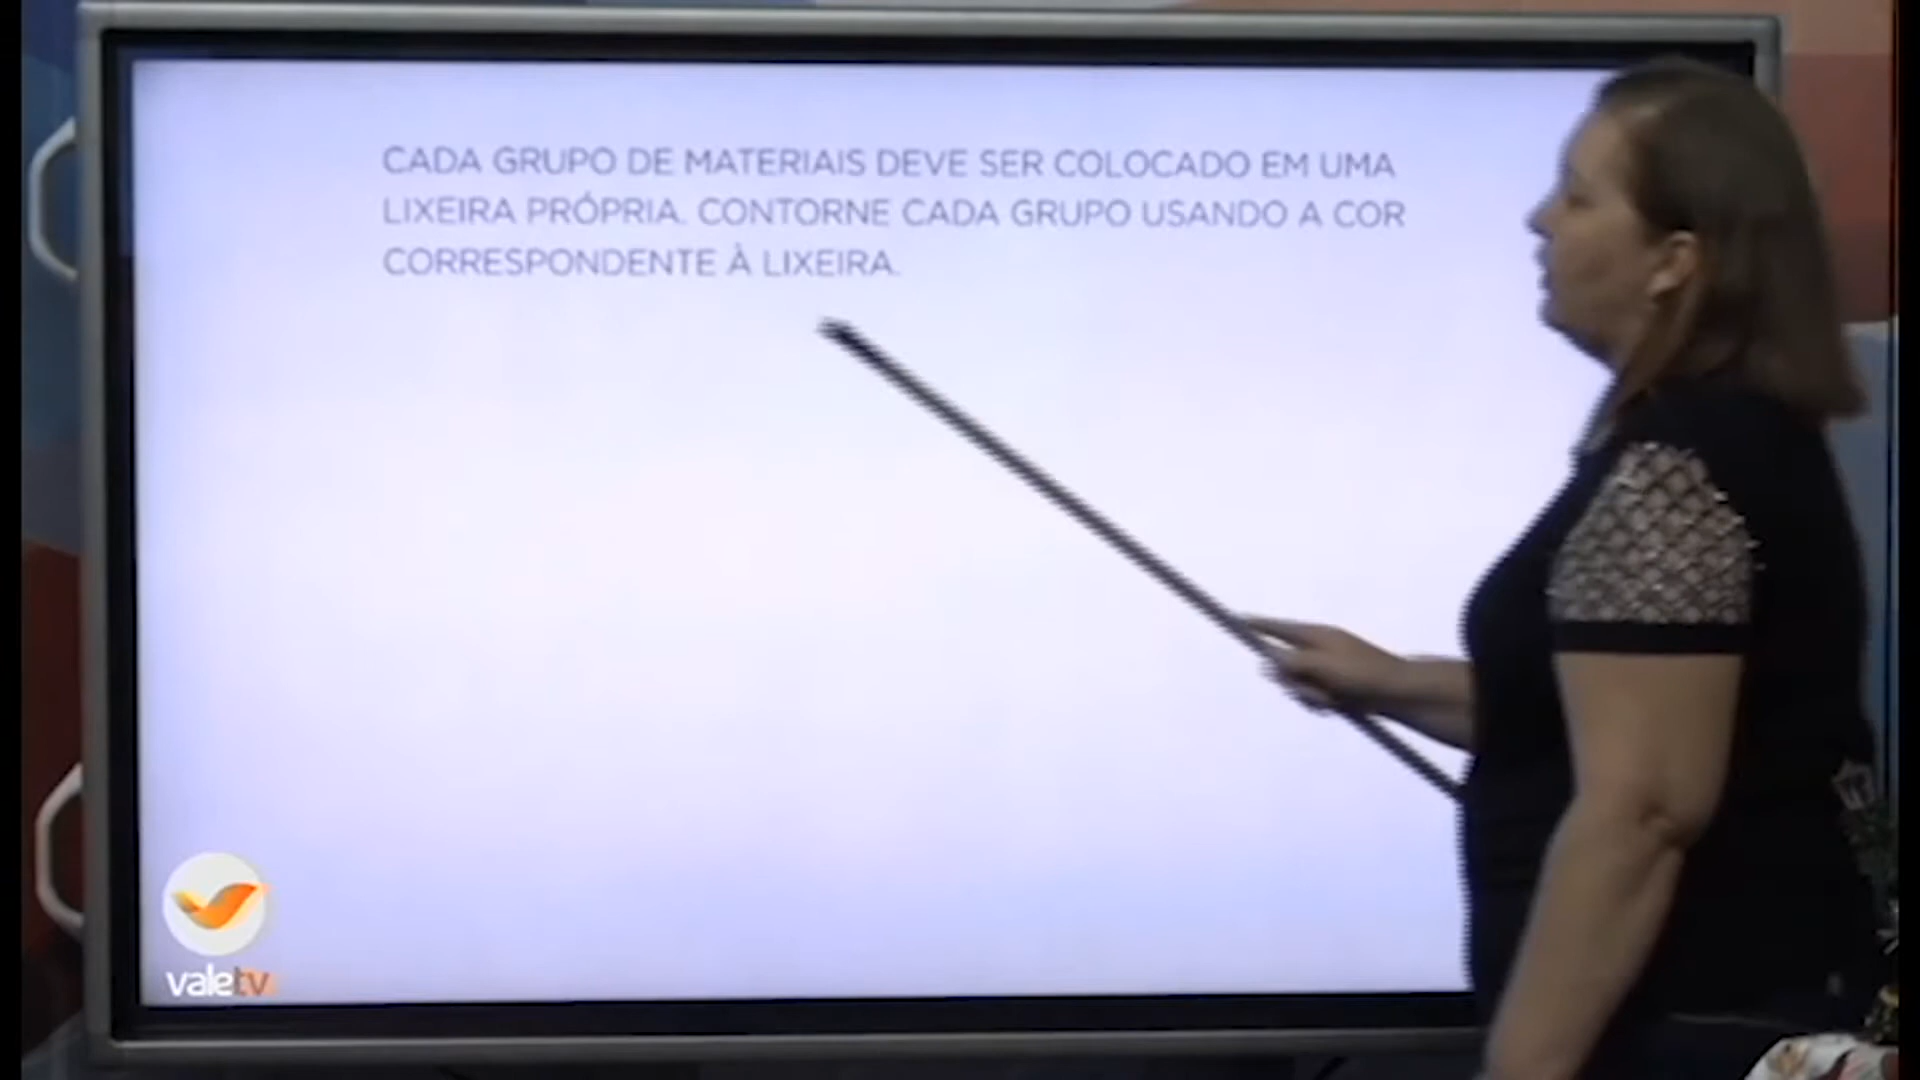 CADA GRUPO DE MATERIAIS DEVE SER COLOCADO EM UMA
LIXEIRA PRÓPRIA. CONTORNE CADA GRUPO USANDO A COR
CORRESPONDENTE À LIXEIRA.
valetv